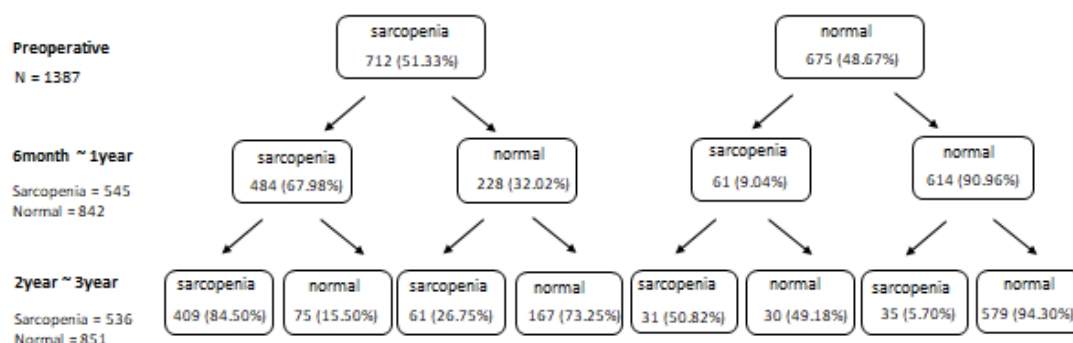 sarcopenia
normal
Preoperative
712 (51.33%)
675 (48.67%)
N = 1387
6month ~ 1year
sarcopenia
normal
sarcopenia
normal
484 (67.98%)
228 (32.02%)
61 (9.04%)
614 (90.96%)
Sarcopenia = 545
Normal = 842
2year ~ 3year
sarcopenia
normal
sarcopenia
normal
sarcopenia
normal
sarcopenia
normal
409 (84.50%)
75 (15.50%)
61 (26.75%)
167 (73.25%)
31 (50.82%)
30 (49.18%)
35 (5.70%)
579 (94.30%)
Sarcopenia = 536
Normal = 851